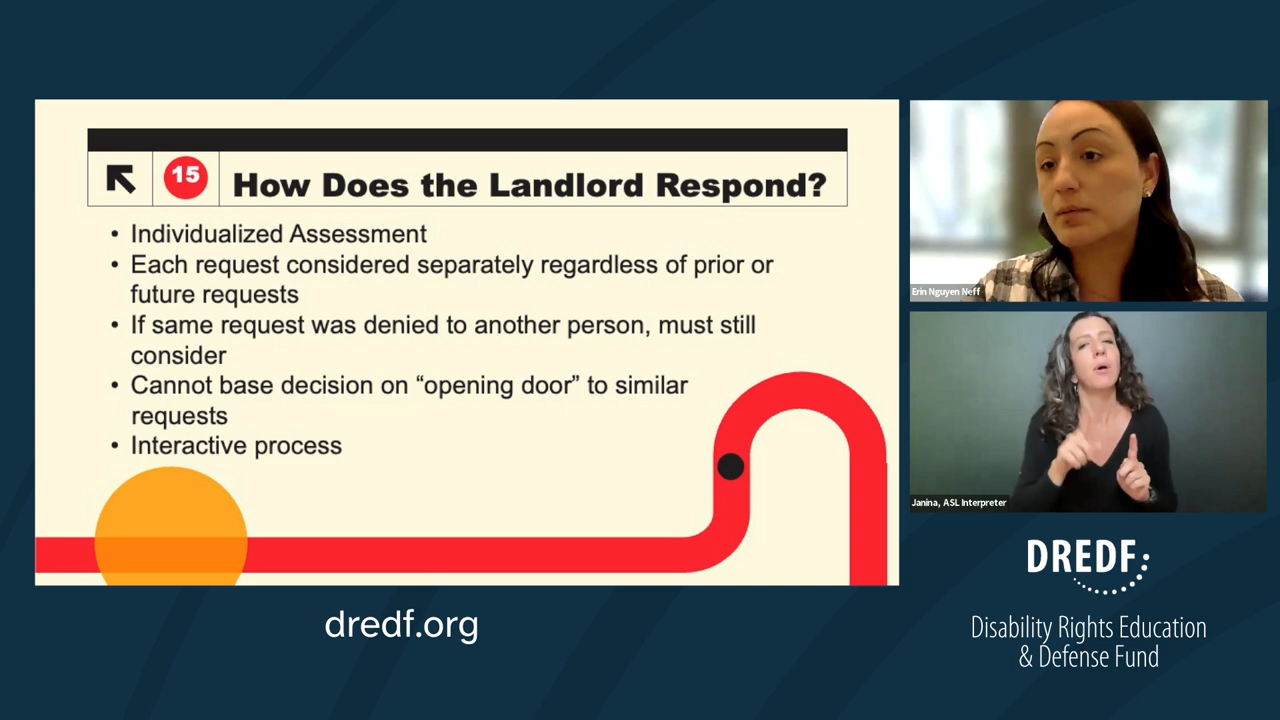 15
How Does the Landlord Respond?
• Individualized Assessment
• Each request considered separately regardless of prior or
future requests
• If same request was denied to another person, must still
consider
• Cannot base decision on “opening door” to similar
requests
• Interactive process
dredf.org
Erin Nguyen Neff
Janina, ASL Interpreter
DREDF
Disability Rights Education
& Defense Fund